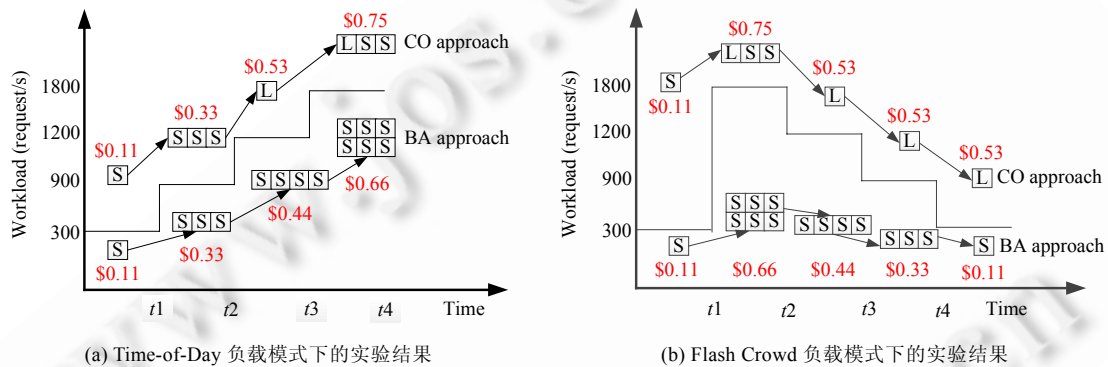 Workload (request/s)
1800
1200
900
300
$0.11
S
$0.33
S S S
$0.53
L
$0.75
L S S
CO approach
S
$0.11
S S S
$0.33
S S S S
$0.44
S S S
S S S
$0.66
BA approach
t1
t2
t3
t4
Time
(a) Time-of-Day 负载模式下的实验结果
Workload (request/s)
1800
1200
900
300
S
$0.11
$0.75
L S S
$0.53
L
$0.53
L
$0.53
L
CO approach
S
$0.11
S S S
S S S
$0.66
S S S S
$0.44
S S S
$0.33
S
$0.11
BA approach
t1
t2
t3
t4
Time
(b) Flash Crowd 负载模式下的实验结果